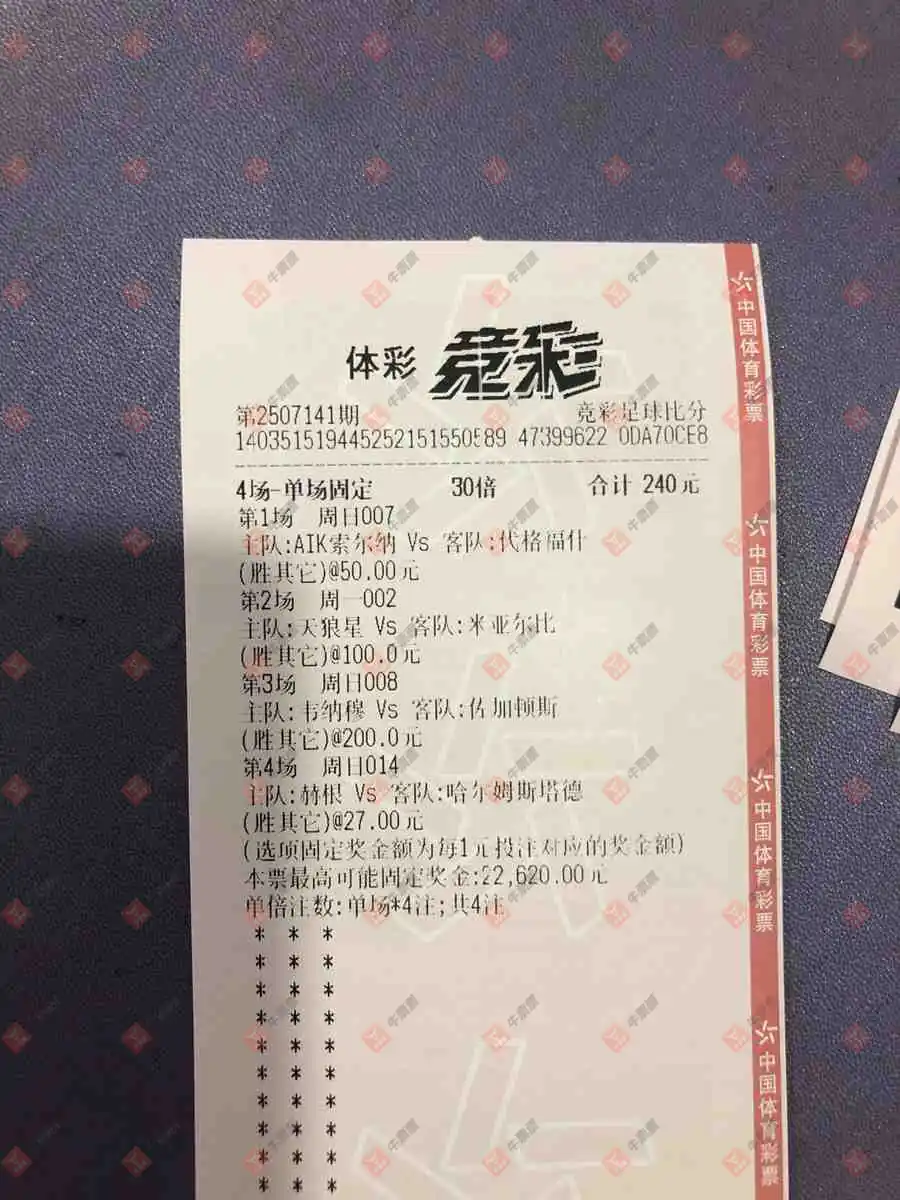 体彩 竞彩
第2507141期 竞彩足球比分
140351519445252151550589 47399622 0DA70CE8
4场-单场固定 30倍 合计 240元
第1场 周日007
主队:AIK索尔纳 Vs 客队:代格福什
(胜其它)@50.00元
第2场 周一002
主队:天狼星 Vs 客队:米亚尔比
(胜其它)@100.0元
第3场 周日008
主队:韦纳穆 Vs 客队:佐加顿斯
(胜其它)@200.0元
第4场 周日014
主队:赫根 Vs 客队:哈尔姆斯塔德
(胜其它)@27.00元
(选项固定奖金额为每1元投注对应的奖金额)
本票最高可能固定奖金:22,620.00元
单倍注数:单场*4注;共4注
* * *
* * *
* * *
* * *
* * *
* * *
* * *
* * *
* * *
* * *
中国体育彩票
中国体育彩票
中国体育彩票
中国体育彩票